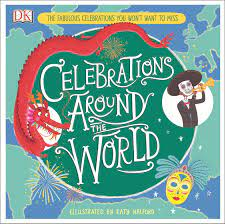 DK
THE FABULOUS CELEBRATIONS YOU WON'T WANT TO MISS
CELEBRATIONS
AROUND
THE
WORLD
ILLUSTRATED BY KATY HALFORD